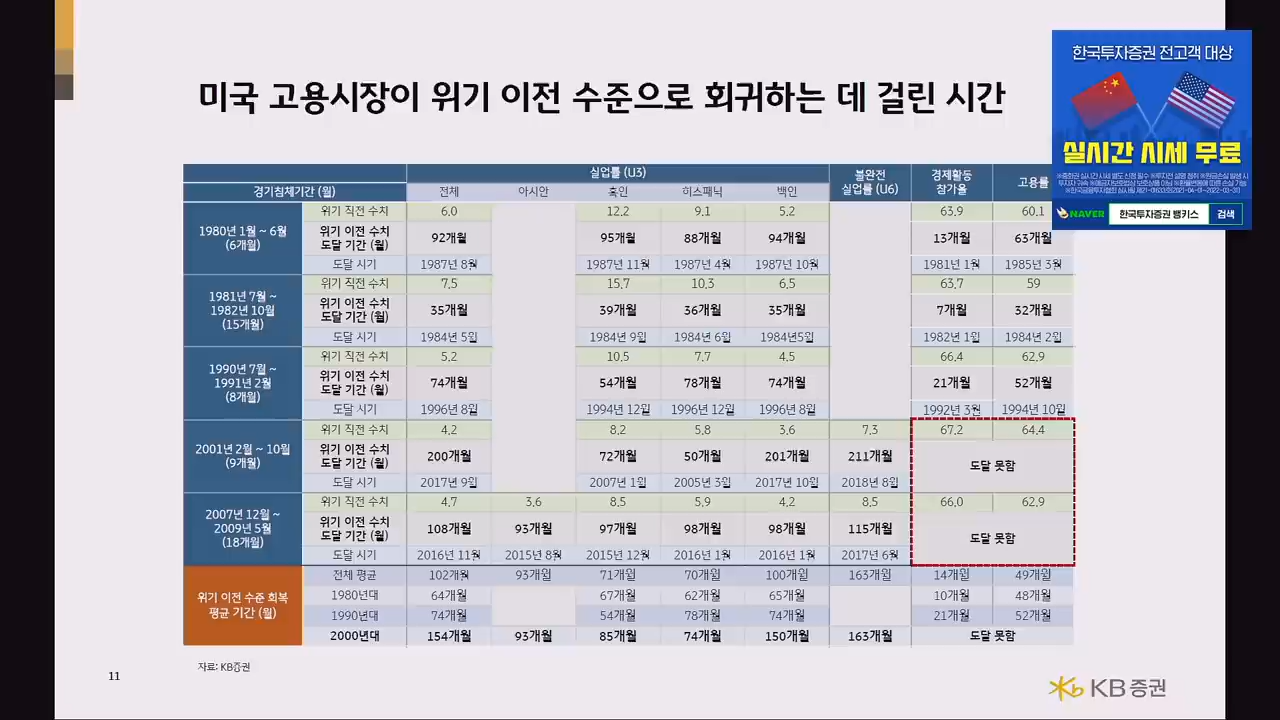 미국 고용시장이 위기 이전 수준으로 회귀하는 데 걸린 시간
한국투자증권 전고객 대상
실시간 시세 무료
NAVER 한국투자증권 뱅키스 검색
실업률 (U3) 불완전 실업률 (U6) 경제활동 참가율 고용률
경기침체기간 (월) 전체 아시안 흑인 히스패닉 백인
1980년 1월 ~ 6월 (6개월)
위기 직전 수치 6.0 12.2 9.1 5.2 63.9 60.1
위기 이전 수치 도달 기간 (월) 92개월 95개월 88개월 94개월 13개월 63개월
도달 시기 1987년 8월 1987년 11월 1987년 4월 1987년 10월 1981년 1월 1985년 3월
1981년 7월 ~ 1982년 10월 (15개월)
위기 직전 수치 7.5 15.7 10.3 6.5 63.7 59
위기 이전 수치 도달 기간 (월) 35개월 39개월 36개월 35개월 7개월 32개월
도달 시기 1984년 5월 1984년 9월 1984년 6월 1984년5월 1982년 1월 1984년 2월
1990년 7월 ~ 1991년 2월 (8개월)
위기 직전 수치 5.2 10.5 7.7 4.5 66.4 62.9
위기 이전 수치 도달 기간 (월) 74개월 54개월 78개월 74개월 21개월 52개월
도달 시기 1996년 8월 1994년 12월 1996년 12월 1996년 8월 1992년 3월 1994년 10월
2001년 2월 ~ 10월 (9개월)
위기 직전 수치 4.2 8.2 5.8 3.6 7.3 67.2 64.4
위기 이전 수치 도달 기간 (월) 200개월 72개월 50개월 201개월 211개월 도달 못함
도달 시기 2017년 9월 2007년 1월 2005년 3월 2017년 10월 2018년 8월
2007년 12월 ~ 2009년 5월 (18개월)
위기 직전 수치 4.7 3.6 8.5 5.9 4.2 8.5 66.0 62.9
위기 이전 수치 도달 기간 (월) 108개월 93개월 97개월 98개월 98개월 115개월 도달 못함
도달 시기 2016년 11월 2015년 8월 2015년 12월 2016년 1월 2016년 1월 2017년 6월
위기 이전 수준 회복 평균 기간 (월)
전체 평균 102개월 93개월 71개월 70개월 100개월 163개월 14개월 49개월
1980년대 64개월 67개월 62개월 65개월 10개월 48개월
1990년대 74개월 54개월 78개월 74개월 21개월 52개월
2000년대 154개월 93개월 85개월 74개월 150개월 163개월 도달 못함
자료: KB증권
11
KB 증권